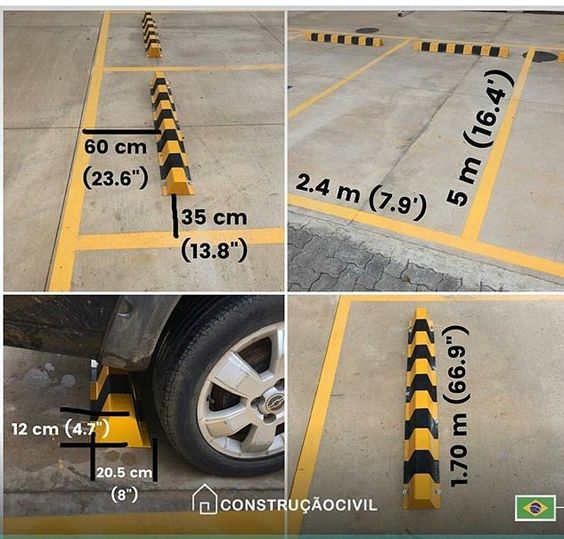 60 cm
(23.6")
35 cm
(13.8")
2.4 m (7.9')
5 m (16.4')
12 cm (4.7")
20.5 cm
(8")
1.70 m (66.9")
CONSTRUÇÃOCIVIL